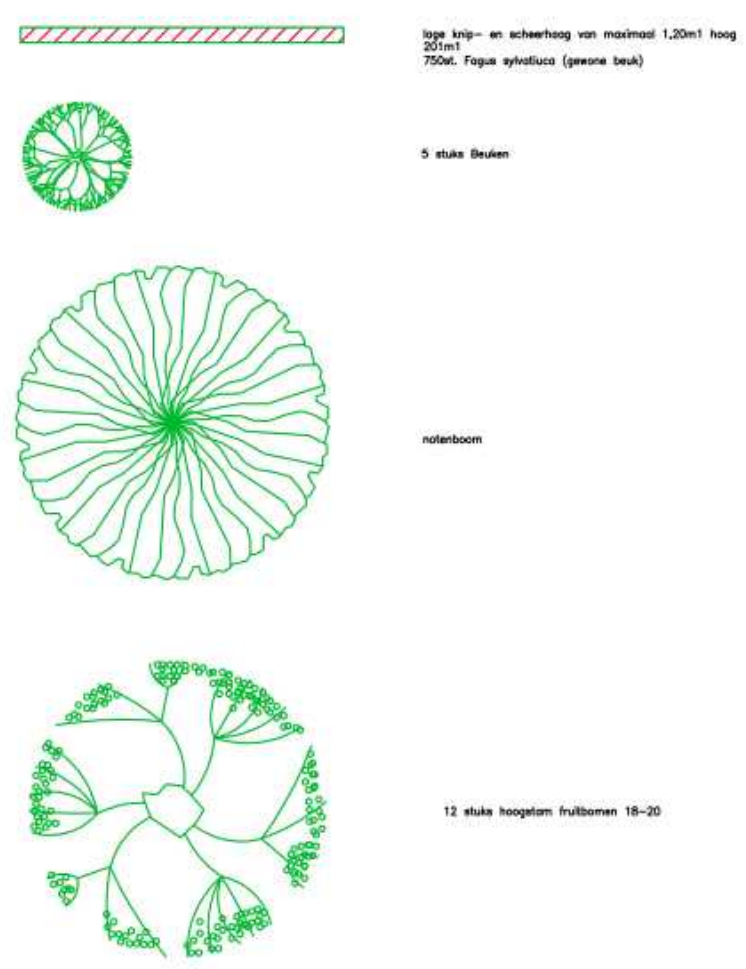 lage knip- en scheerhaag van maximaal 1,20m1 hoog
201m1
750st. Fagus sylvatiuca (gewone beuk)
5 stuks Beuken
notenboom
12 stuks hoogstam fruitbomen 18-20